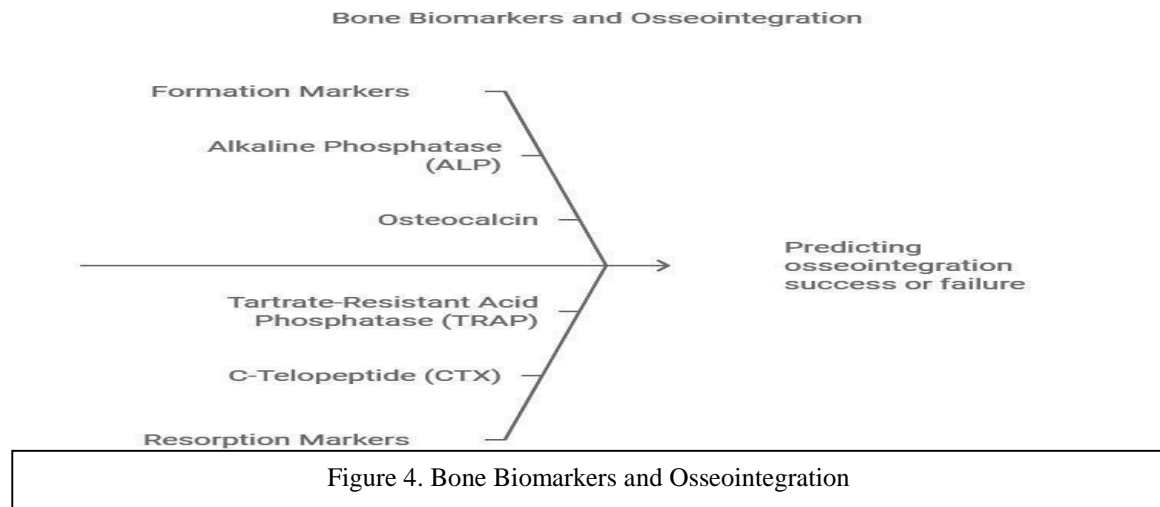 Bone Biomarkers and Osseointegration
Formation Markers
Alkaline Phosphatase
(ALP)
Osteocalcin
Predicting
osseointegration
success or failure
Tartrate-Resistant Acid
Phosphatase (TRAP)
C-Telopeptide (CTX)
Resorption Markers
Figure 4. Bone Biomarkers and Osseointegration